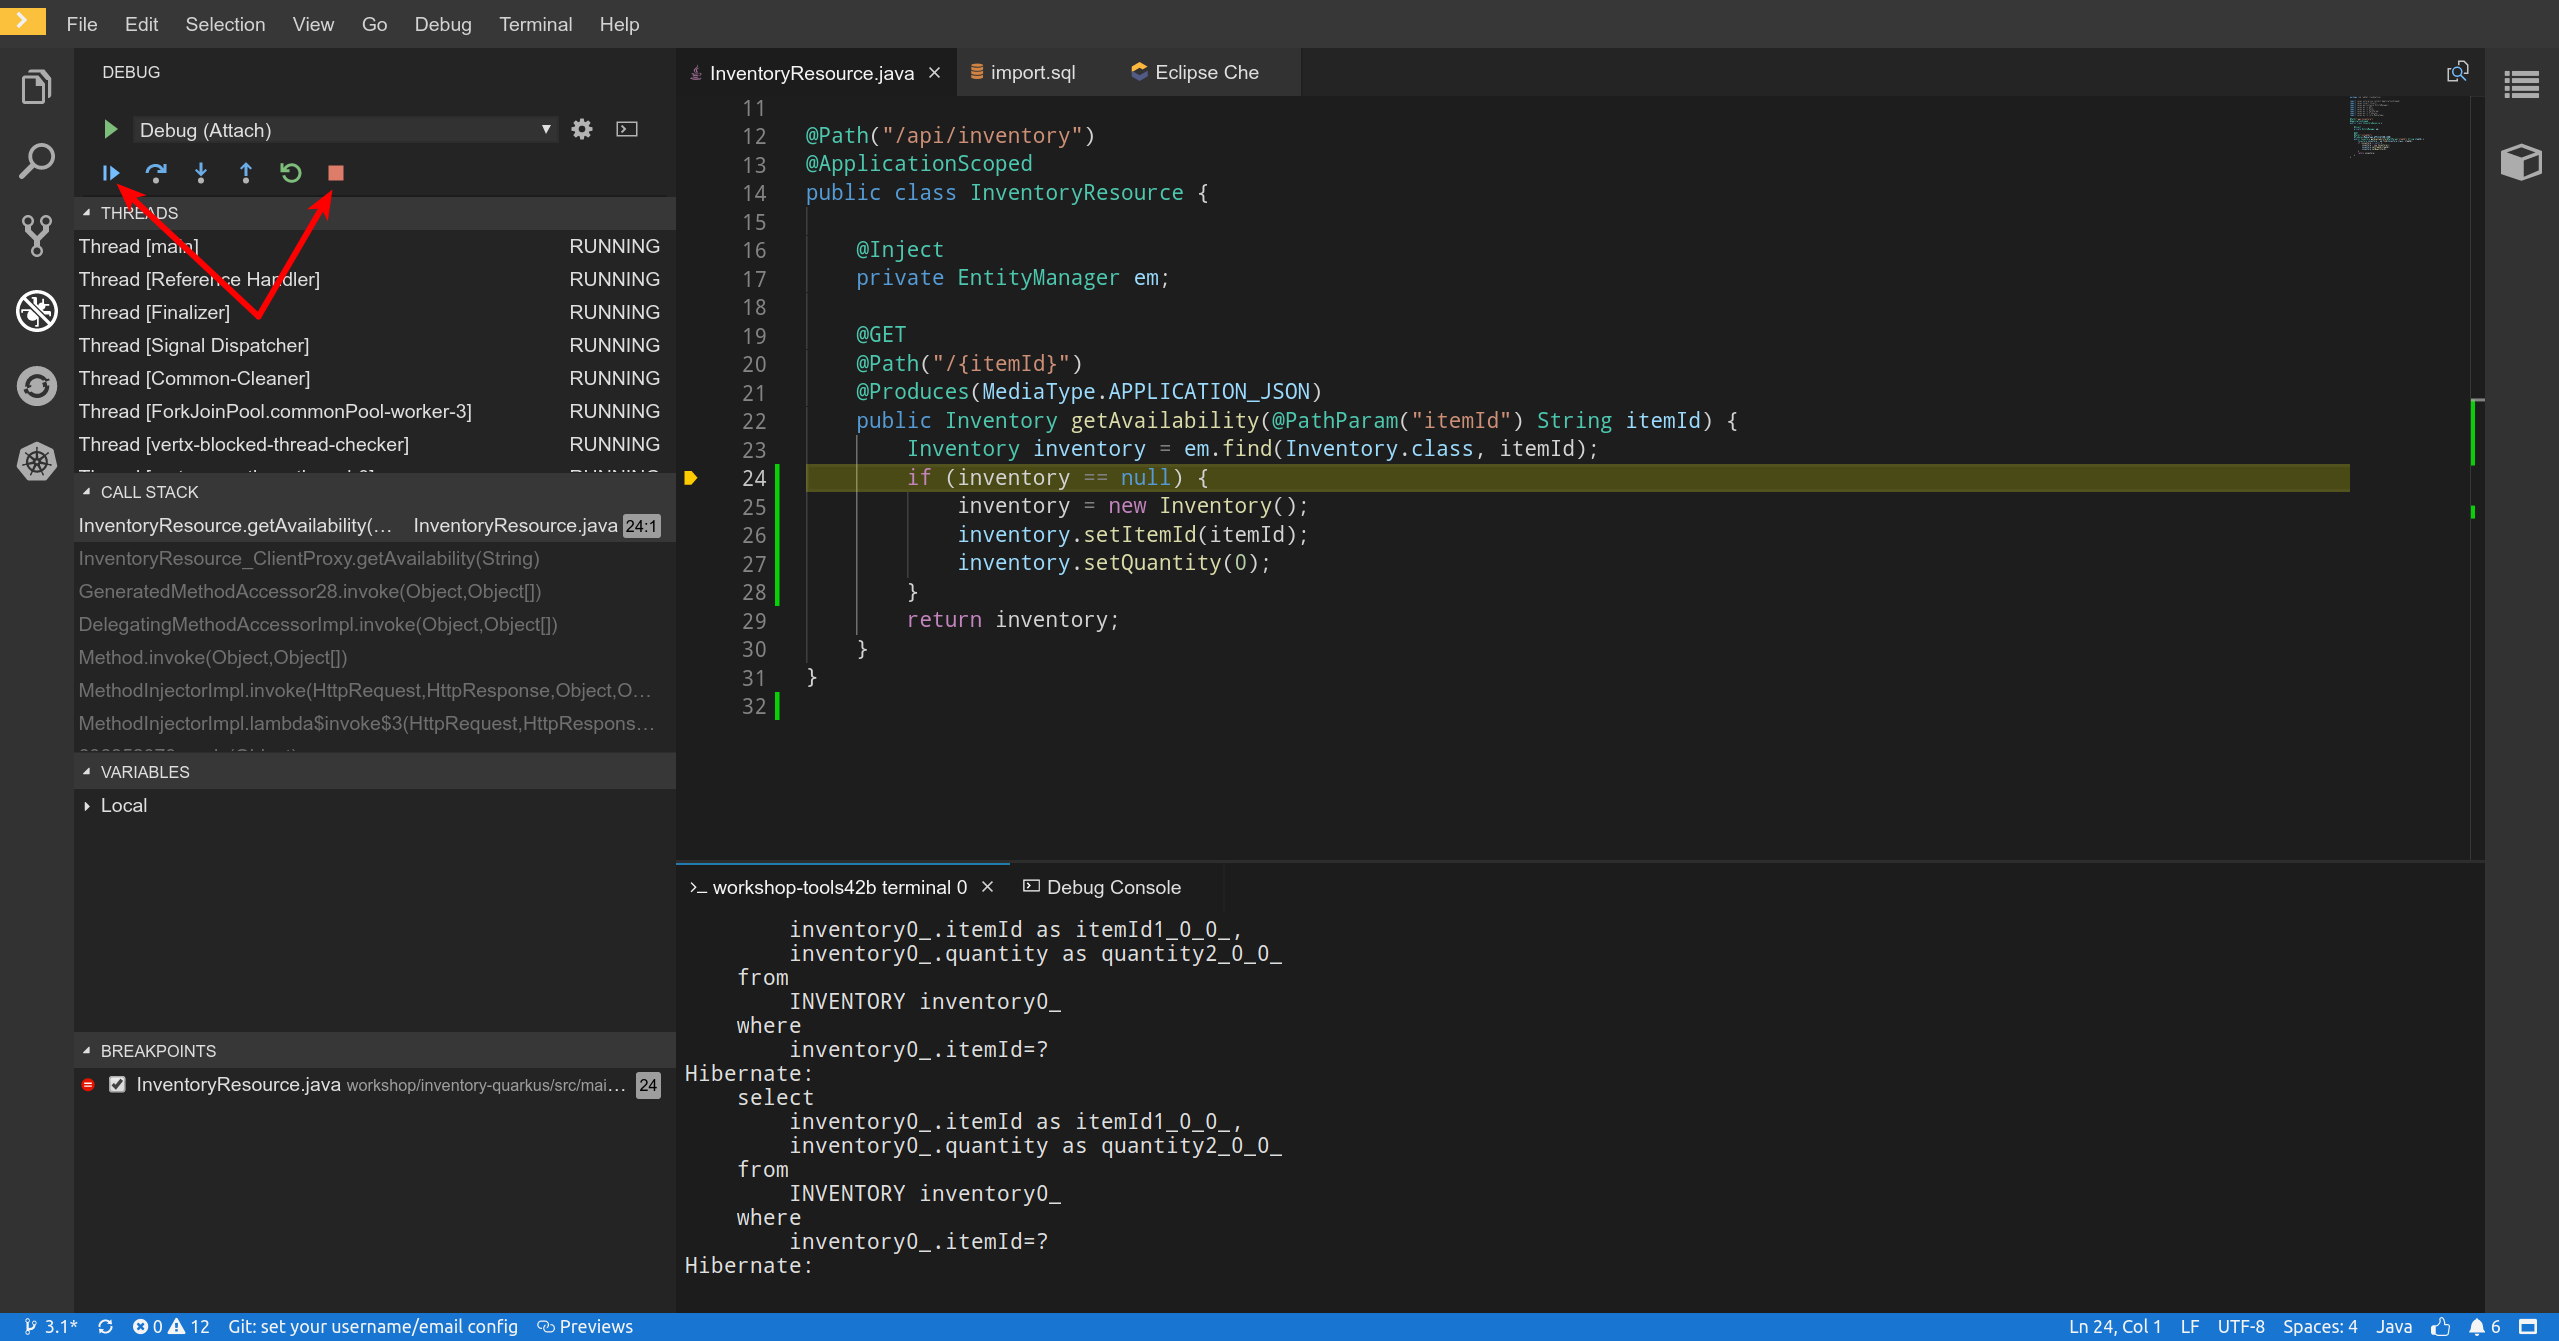 File Edit Selection View Go Debug Terminal Help
DEBUG
Debug (Attach)
THREADS
Thread [main] RUNNING
Thread [Reference Handler] RUNNING
Thread [Finalizer] RUNNING
Thread [Signal Dispatcher] RUNNING
Thread [Common-Cleaner] RUNNING
Thread [ForkJoinPool.commonPool-worker-3] RUNNING
Thread [vertx-blocked-thread-checker] RUNNING
CALL STACK
InventoryResource.getAvailability(… InventoryResource.java 24:1
InventoryResource_ClientProxy.getAvailability(String)
GeneratedMethodAccessor28.invoke(Object,Object[])
DelegatingMethodAccessorImpl.invoke(Object,Object[])
Method.invoke(Object,Object[])
MethodInjectorImpl.invoke(HttpRequest,HttpResponse,Object,O…
MethodInjectorImpl.lambda$invoke$3(HttpRequest,HttpRespons…
VARIABLES
Local
BREAKPOINTS
InventoryResource.java workshop/inventory-quarkus/src/mai… 24
InventoryResource.java × import.sql Eclipse Che
11
12 @Path("/api/inventory")
13 @ApplicationScoped
14 public class InventoryResource {
15
16 @Inject
17 private EntityManager em;
18
19 @GET
20 @Path("/{itemId}")
21 @Produces(MediaType.APPLICATION_JSON)
22 public Inventory getAvailability(@PathParam("itemId") String itemId) {
23 Inventory inventory = em.find(Inventory.class, itemId);
24 if (inventory == null) {
25 inventory = new Inventory();
26 inventory.setItemId(itemId);
27 inventory.setQuantity(0);
28 }
29 return inventory;
30 }
31 }
32
>_ workshop-tools42b terminal 0 × Debug Console
inventory0_.itemId as itemId1_0_0_,
inventory0_.quantity as quantity2_0_0_
from
INVENTORY inventory0_
where
inventory0_.itemId=?
Hibernate:
select
inventory0_.itemId as itemId1_0_0_,
inventory0_.quantity as quantity2_0_0_
from
INVENTORY inventory0_
where
inventory0_.itemId=?
Hibernate:
3.1* 0 12 Git: set your username/email config Previews Ln 24, Col 1 LF UTF-8 Spaces: 4 Java 6